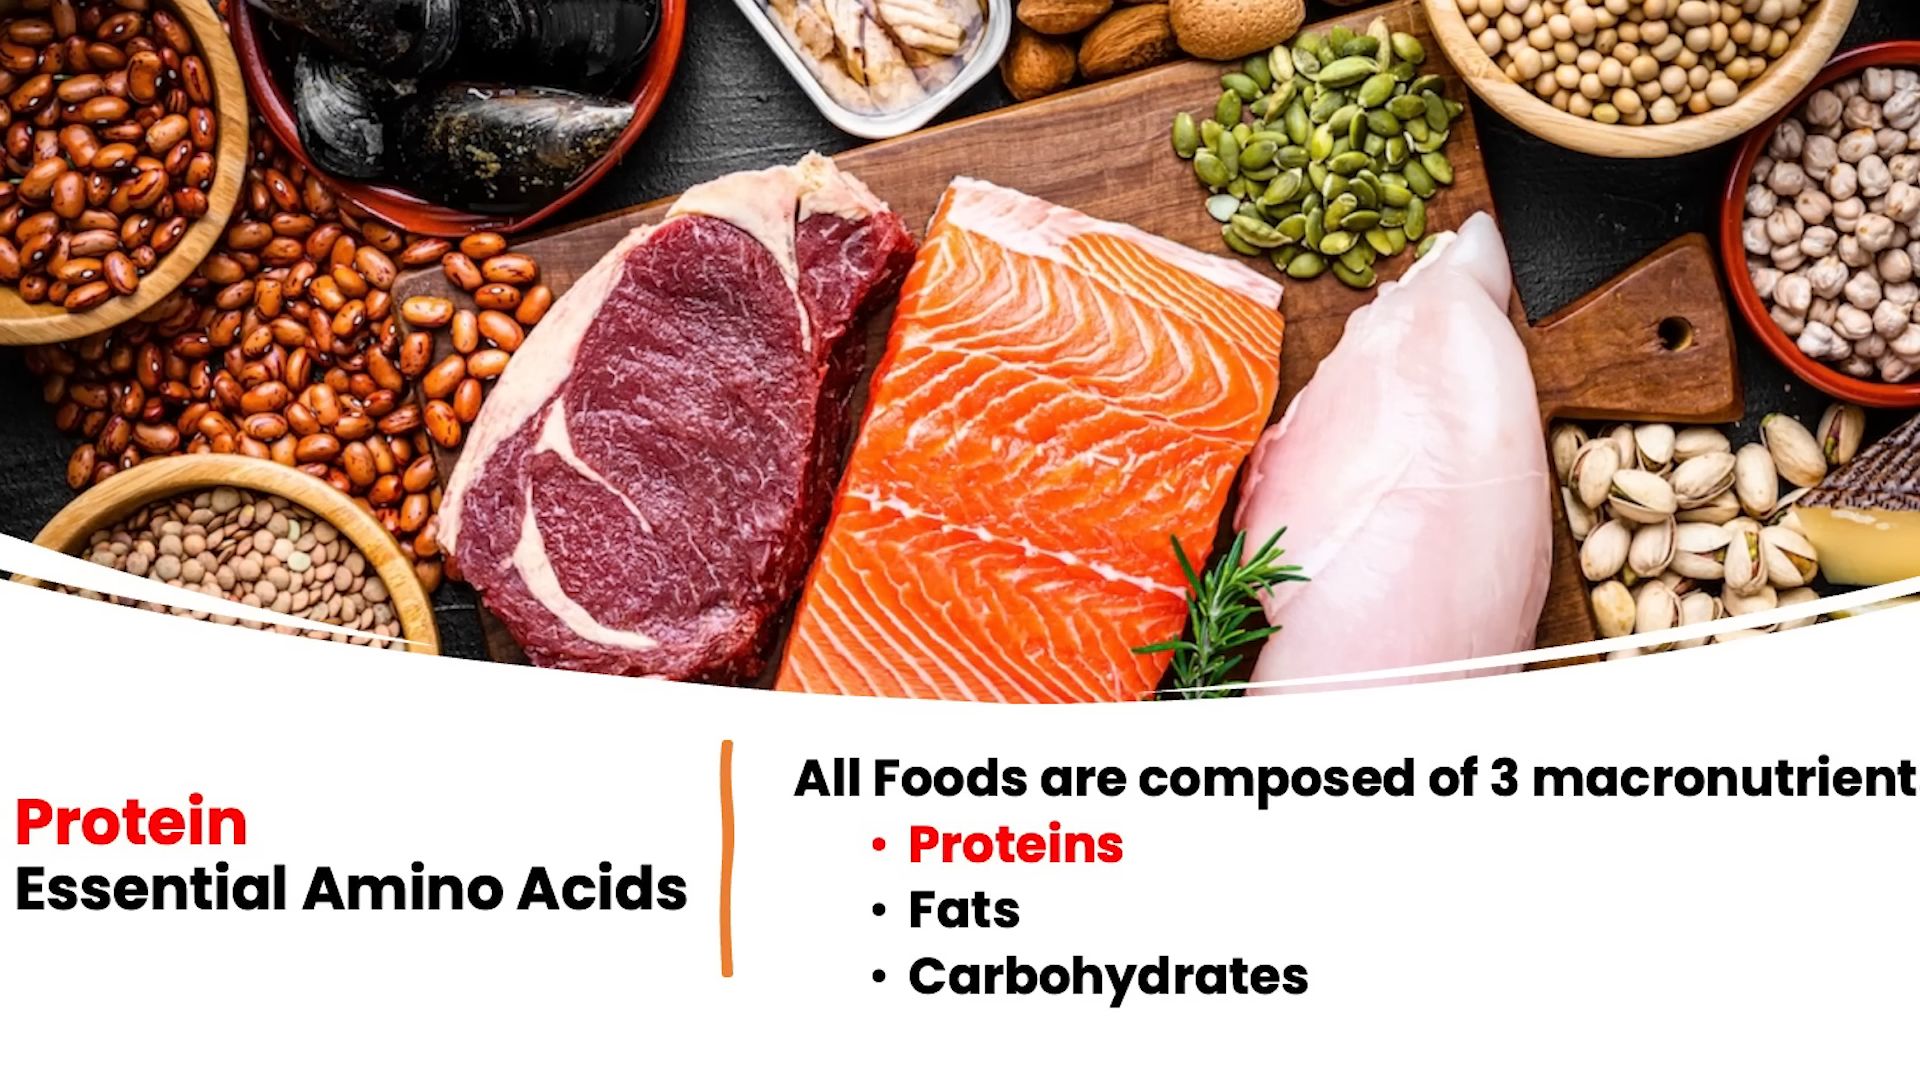 Protein
Essential Amino Acids
All Foods are composed of 3 macronutrient
• Proteins
• Fats
• Carbohydrates